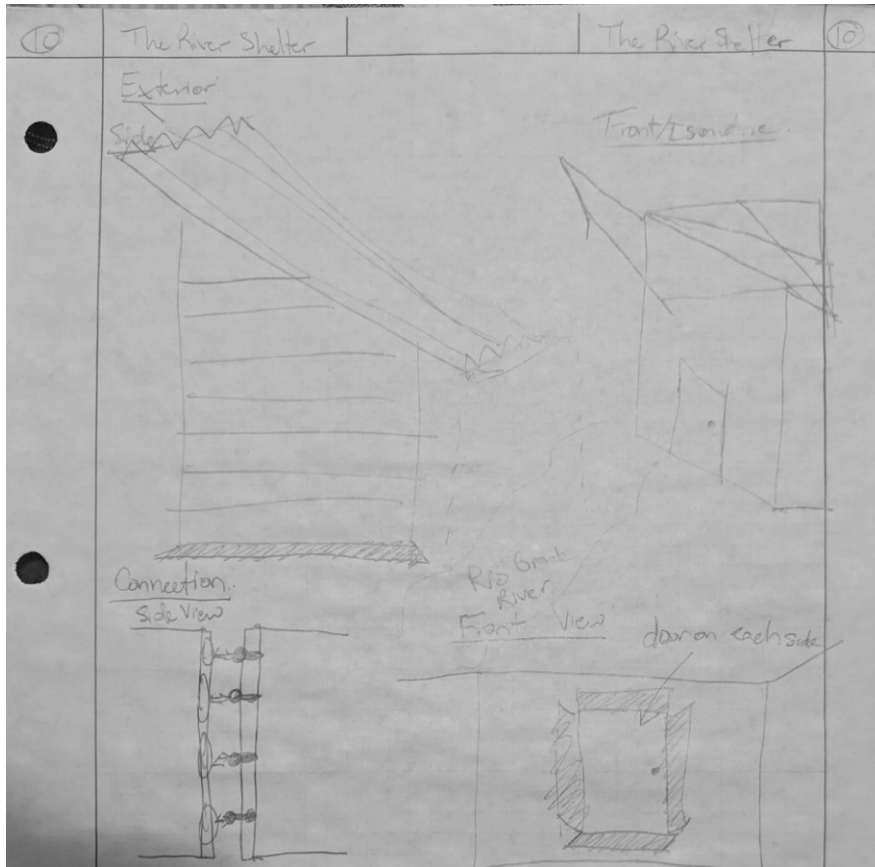 10 The River Shelter The River Shelter 10
Exterior:
Side
Front/Isometric
Connection:
Side View
Rio Grande
River
Front View
door on each side